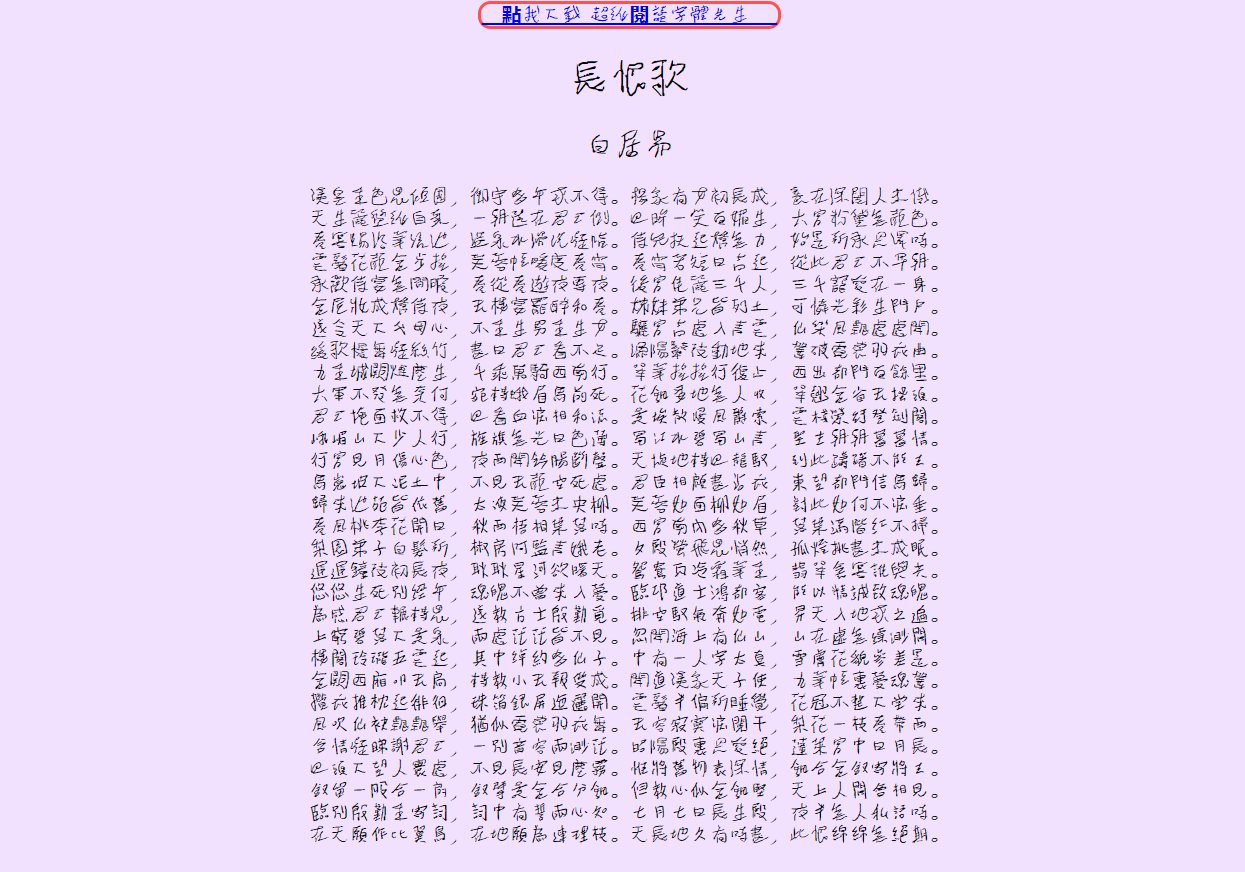 點我下載
長恨歌
白居易
漢皇重色思傾國，御宇多年求不得。楊家有女初長成，養在深閨人未識。
天生麗質難自棄，一朝選在君王側。回眸一笑百媚生，六宮粉黛無顏色。
春寒賜浴華清池，溫泉水滑洗凝脂。侍兒扶起嬌無力，始是新承恩澤時。
雲鬢花顏金步搖，芙蓉帳暖度春宵。春宵苦短日高起，從此君王不早朝。
承歡侍宴無閒暇，春從春遊夜專夜。後宮佳麗三千人，三千寵愛在一身。
金屋妝成嬌侍夜，玉樓宴罷醉和春。姊妹弟兄皆列土，可憐光彩生門戶。
遂令天下父母心，不重生男重生女。驪宮高處入青雲，仙樂風飄處處聞。
緩歌慢舞凝絲竹，盡日君王看不足。漁陽鼙鼓動地來，驚破霓裳羽衣曲。
九重城闕煙塵生，千乘萬騎西南行。翠華搖搖行復止，西出都門百餘里。
六軍不發無奈何，宛轉蛾眉馬前死。花鈿委地無人收，翠翹金雀玉搔頭。
君王掩面救不得，回看血淚相和流。黃埃散漫風蕭索，雲棧縈紆登劍閣。
峨嵋山下少人行，旌旗無光日色薄。蜀江水碧蜀山青，聖主朝朝暮暮情。
行宮見月傷心色，夜雨聞鈴腸斷聲。天旋地轉迴龍馭，到此躊躇不能去。
馬嵬坡下泥土中，不見玉顏空死處。君臣相顧盡沾衣，東望都門信馬歸。
歸來池苑皆依舊，太液芙蓉未央柳。芙蓉如面柳如眉，對此如何不淚垂。
春風桃李花開日，秋雨梧桐葉落時。西宮南內多秋草，落葉滿階紅不掃。
梨園弟子白髮新，椒房阿監青娥老。夕殿螢飛思悄然，孤燈挑盡未成眠。
遲遲鐘鼓初長夜，耿耿星河欲曙天。鴛鴦瓦冷霜華重，翡翠衾寒誰與共。
悠悠生死別經年，魂魄不曾來入夢。臨邛道士鴻都客，能以精誠致魂魄。
為感君王輾轉思，遂教方士殷勤覓。排空馭氣奔如電，昇天入地求之遍。
上窮碧落下黃泉，兩處茫茫皆不見。忽聞海上有仙山，山在虛無縹緲間。
樓閣玲瓏五雲起，其中綽約多仙子。中有一人字太真，雪膚花貌參差是。
金闕西廂叩玉扃，轉教小玉報雙成。聞道漢家天子使，九華帳裏夢魂驚。
攬衣推枕起徘徊，珠箔銀屏迤邐開。雲鬢半偏新睡覺，花冠不整下堂來。
風吹仙袂飄飄舉，猶似霓裳羽衣舞。玉容寂寞淚闌干，梨花一枝春帶雨。
含情凝睇謝君王，一別音容兩渺茫。昭陽殿裏恩愛絕，蓬萊宮中日月長。
回頭下望人寰處，不見長安見塵霧。惟將舊物表深情，鈿合金釵寄將去。
釵留一股合一扇，釵擘黃金合分鈿。但教心似金鈿堅，天上人間會相見。
臨別殷勤重寄詞，詞中有誓兩心知。七月七日長生殿，夜半無人私語時。
在天願作比翼鳥，在地願為連理枝。天長地久有時盡，此恨綿綿無絕期。